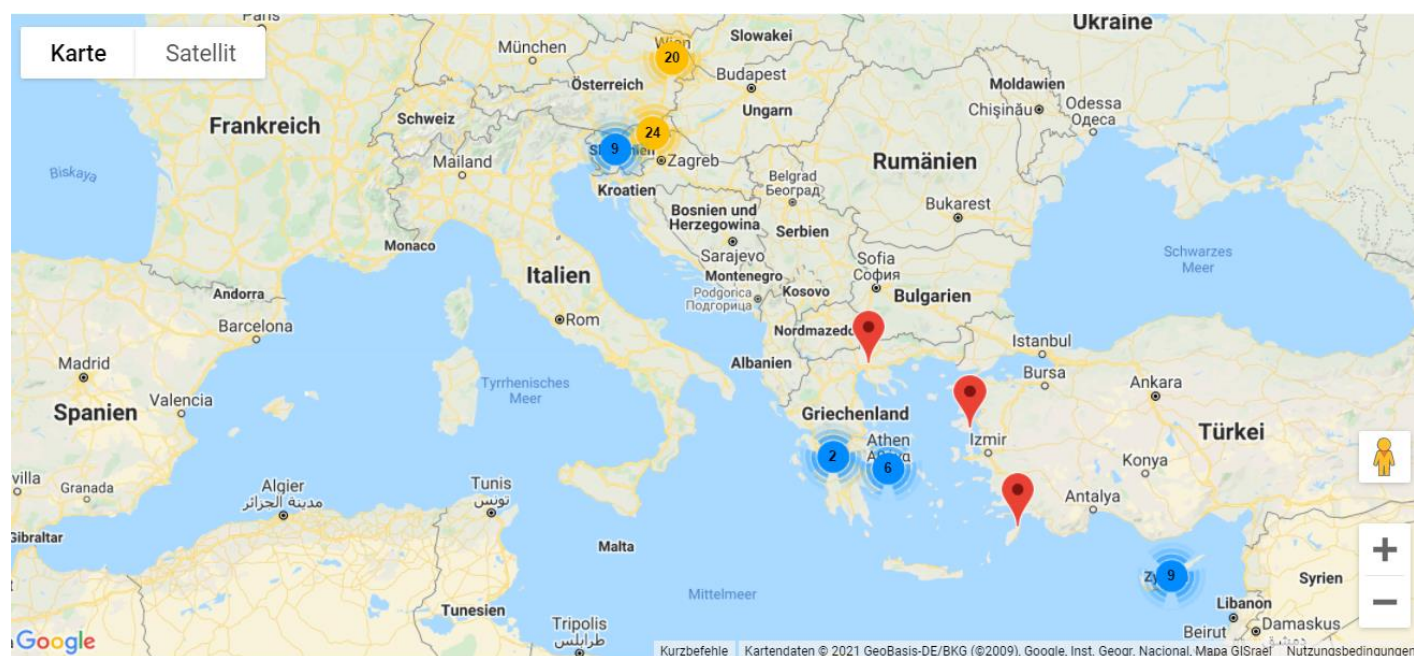 Paris
Ukraine
Karte
Satellit
München
Wien
Slowakei
20
Österreich
Budapest
Ungarn
Moldawien
Chișinău
Odessa
Одеса
Frankreich
Schweiz
24
9
Zagreb
Mailand
Biskaya
Rumänien
Kroatien
Belgrad
Београд
Bukarest
Bosnien und
Herzegowina
Serbien
Monaco
Sarajevo
Sofia
София
Schwarzes
Meer
Italien
Montenegro
Podgorica
Подгорица
Kosovo
Bulgarien
Andorra
Barcelona
Rom
Nordmazedo
Istanbul
Madrid
Albanien
Bursa
Ankara
Tyrrhenisches
Meer
Valencia
Spanien
Griechenland
Türkei
Athen
Izmir
2
6
Konya
villa
Granada
Algier
مدينة الجزائر
Tunis
تونس
Antalya
Gibraltar
Malta
9
Syrien
Mittelmeer
Tunesien
Libanon
Tripolis
طرابلس
Beirut
Damaskus
Google
Kurzbefehle
Kartendaten © 2021 GeoBasis-DE/BKG (©2009), Google, Inst. Geogr. Nacional, Mapa GISrael
Nutzungsbedingungen